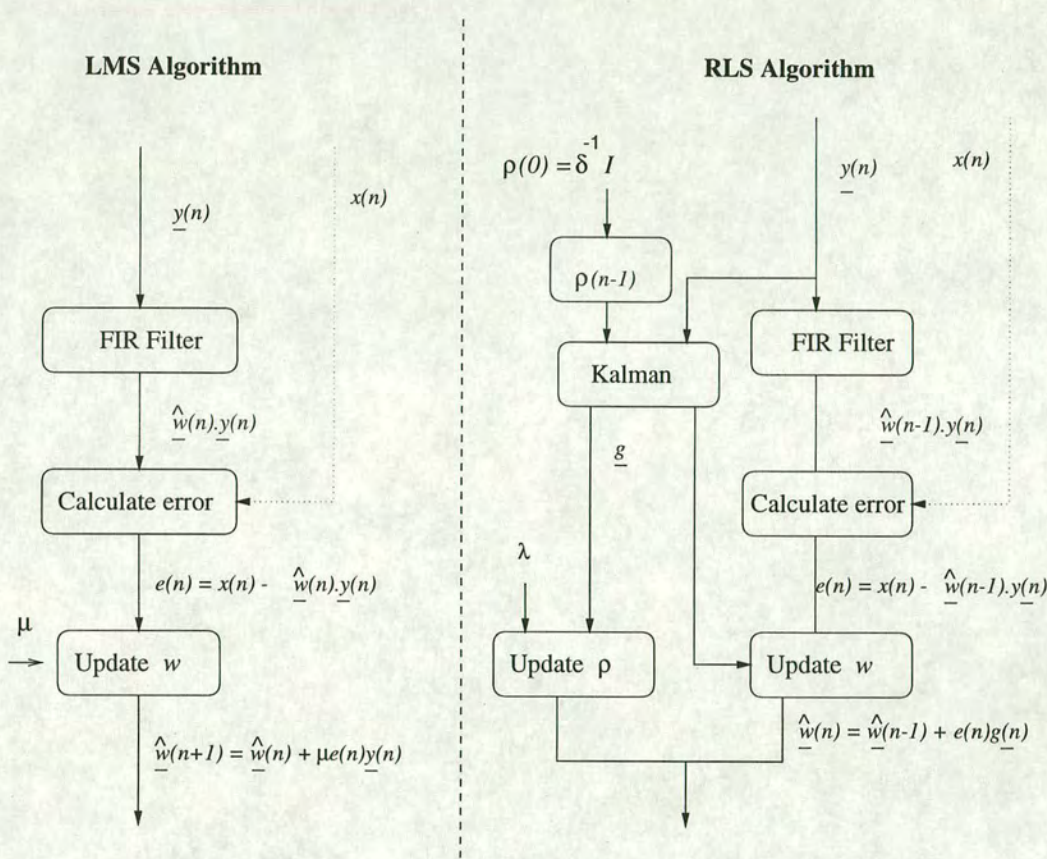 LMS Algorithm
y(n)
x(n)
FIR Filter
ŵ(n).y(n)
Calculate error
e(n) = x(n) - ŵ(n).y(n)
μ
Update w
ŵ(n+1) = ŵ(n) + μe(n)y(n)
RLS Algorithm
ρ(0) = δ⁻¹ I
y(n)
x(n)
ρ(n-1)
Kalman
FIR Filter
ŵ(n-1).y(n)
g
Calculate error
λ
e(n) = x(n) - ŵ(n-1).y(n)
Update ρ
Update w
ŵ(n) = ŵ(n-1) + e(n)g(n)